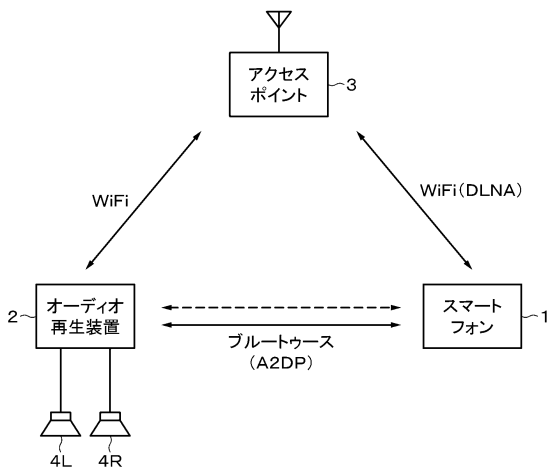 アクセス
ポイント
3
WiFi
WiFi(DLNA)
2
オーディオ
再生装置
スマート
フォン
1
ブルートゥース
(A2DP)
4L
4R